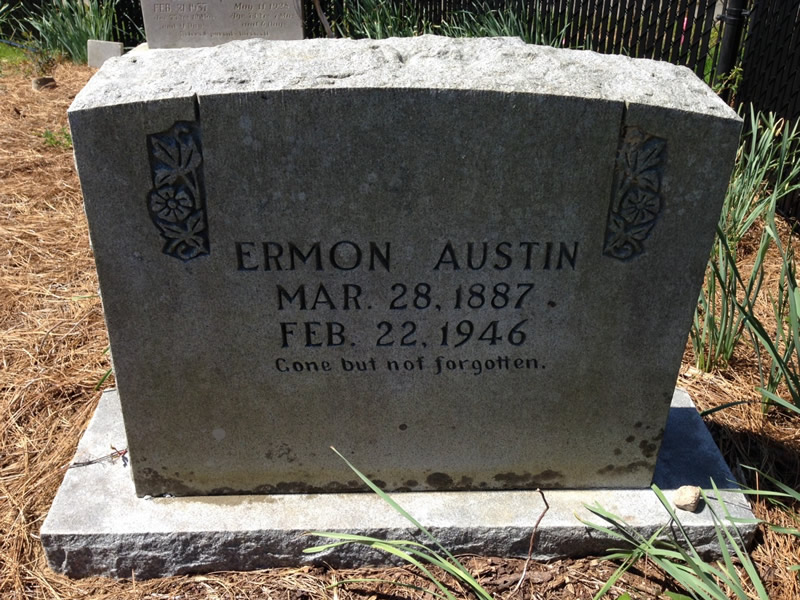 ERMON AUSTIN
MAR. 28, 1887
FEB. 22, 1946
Gone but not forgotten.